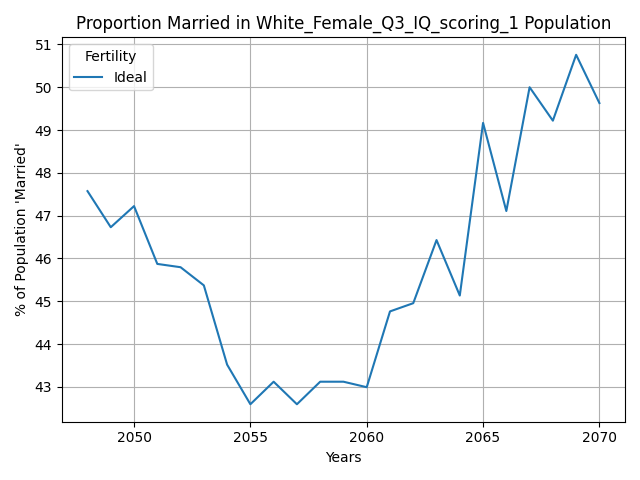 Proportion Married in White_Female_Q3_IQ_scoring_1 Population
% of Population 'Married'
51
50
49
48
47
46
45
44
43
Fertility
Ideal
2050 2055 2060 2065 2070
Years